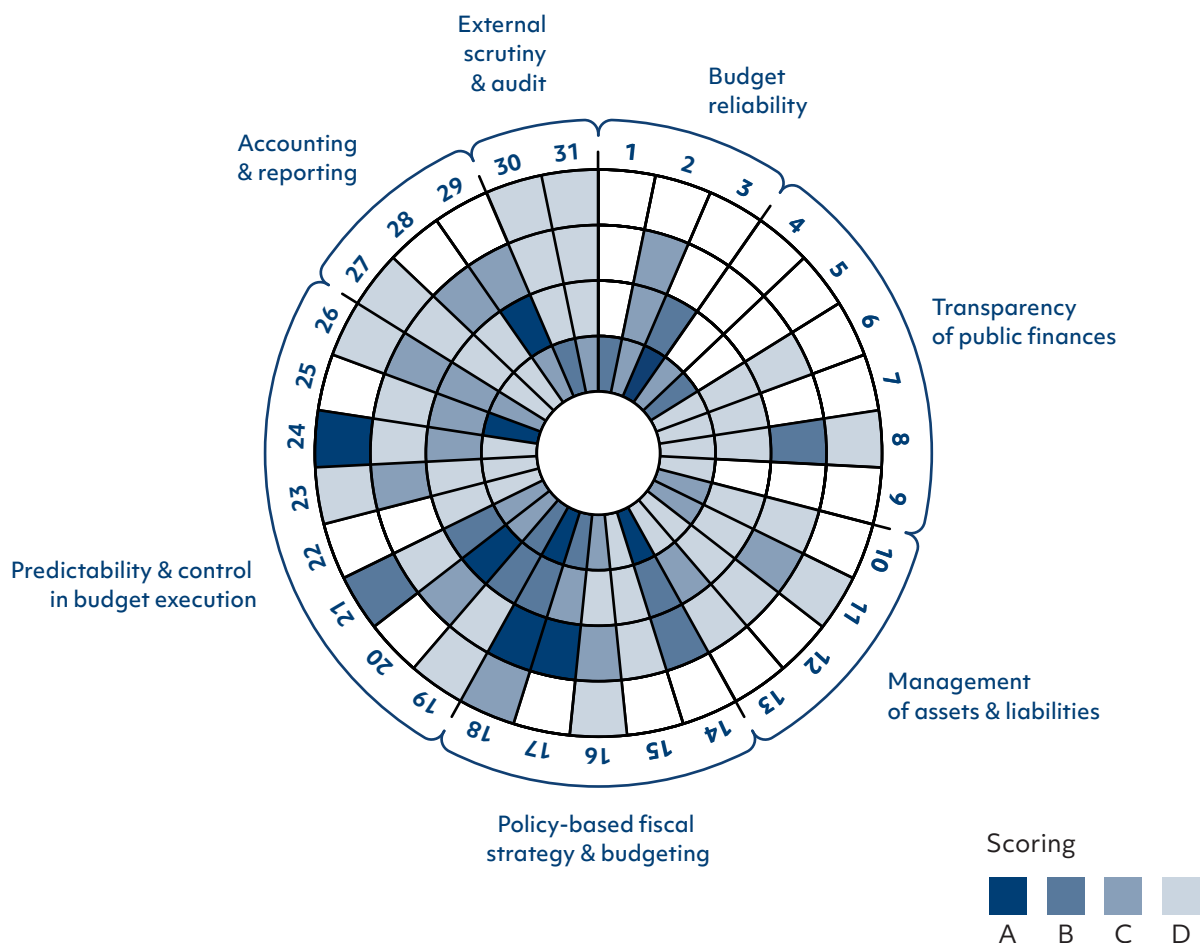 External
scrutiny
& audit
Budget
reliability
Accounting
& reporting
Transparency
of public finances
Predictability & control
in budget execution
Management
of assets & liabilities
Policy-based fiscal
strategy & budgeting
1
2
3
4
5
6
7
8
9
10
11
12
13
14
15
16
17
18
19
20
21
22
23
24
25
26
27
28
29
30
31
Scoring
A B C D